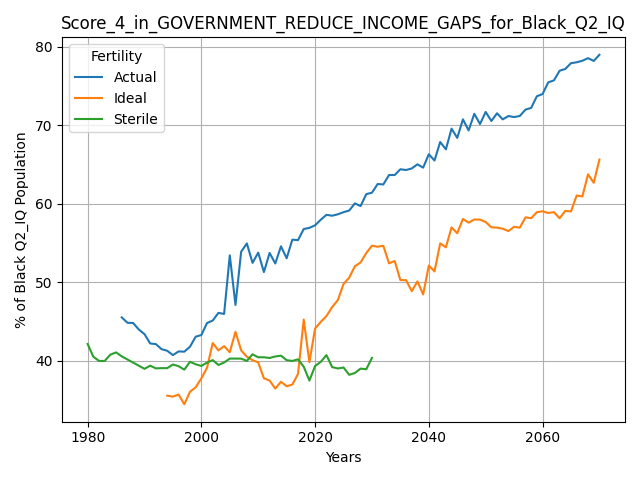 Score_4_in_GOVERNMENT_REDUCE_INCOME_GAPS_for_Black_Q2_IQ
Fertility
Actual
Ideal
Sterile
% of Black Q2_IQ Population
80
70
60
50
40
1980 2000 2020 2040 2060
Years